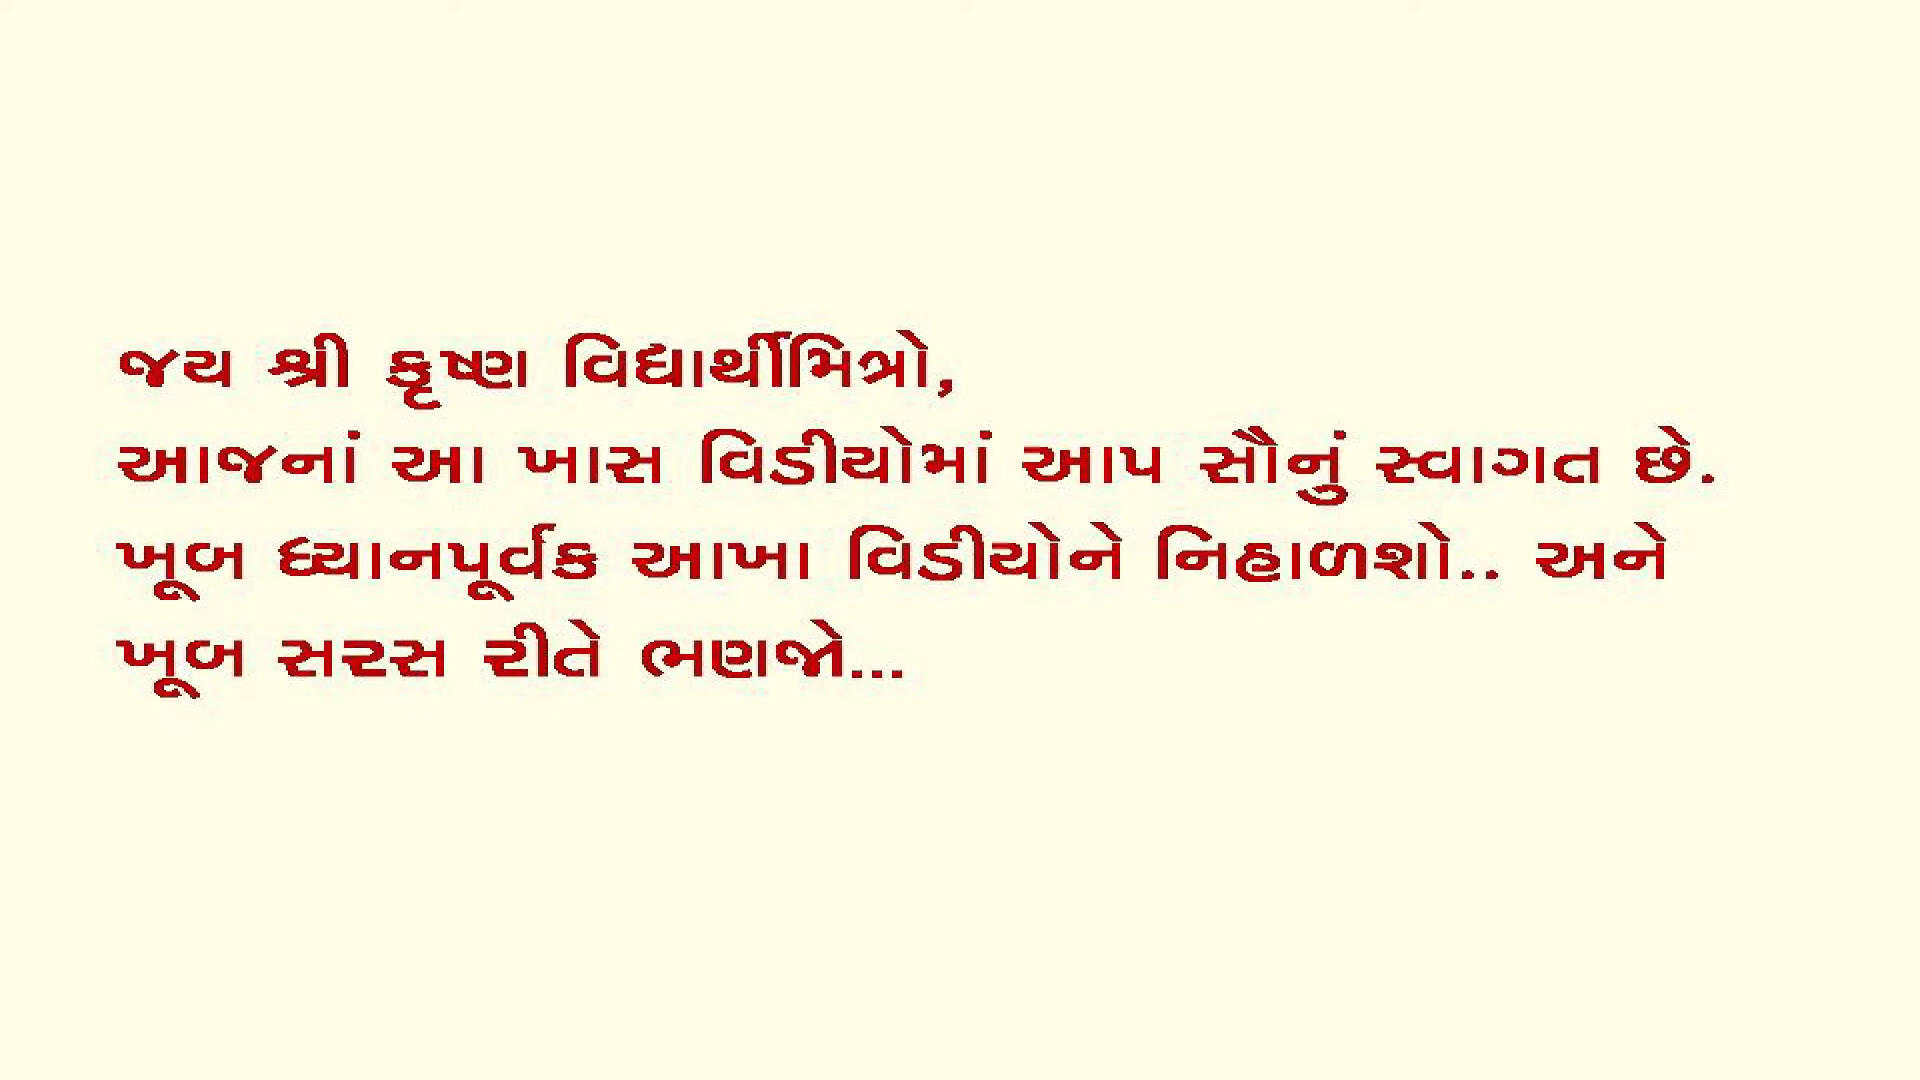 જય શ્રી કૃષ્ણ વિદ્યાર્થીમિત્રો,
આજનાં આ ખાસ વિડીયોમાં આપ સૌનું સ્વાગત છે.
ખૂબ ધ્યાનપૂર્વક આખા વિડીયોને નિહાળશો.. અને
ખૂબ સરસ રીતે ભણજો...